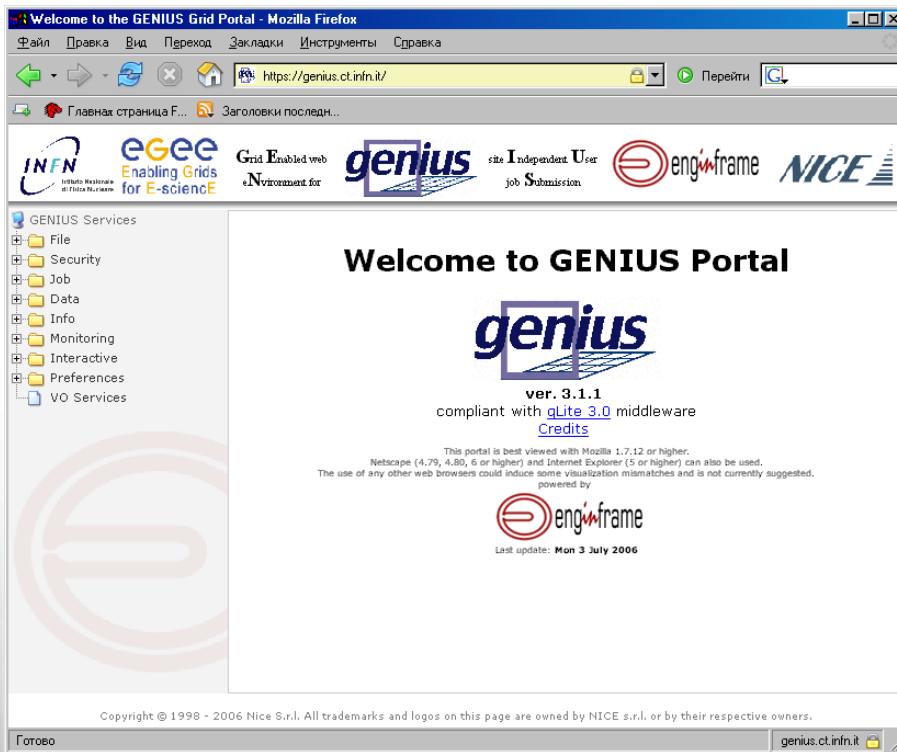 Welcome to the GENIUS Grid Portal - Mozilla Firefox
Файл Правка Вид Переход Закладки Инструменты Справка
https://genius.ct.infn.it/ Перейти G
Главная страница F... Заголовки последн...
INFN
Istituto Nazionale
di Fisica Nucleare
eGee
Enabling Grids
for E-sciencE
Grid Enabled web
eNvironment for
genius
site Independent User
job Submission
enginframe
NICE
GENIUS Services
File
Security
Job
Data
Info
Monitoring
Interactive
Preferences
VO Services
Welcome to GENIUS Portal
genius
ver. 3.1.1
compliant with gLite 3.0 middleware
Credits
This portal is best viewed with Mozilla 1.7.12 or higher.
Netscape (4.79, 4.80, 6 or higher) and Internet Explorer (5 or higher) can also be used.
The use of any other web browsers could induce some visualization mismatches and is not currently suggested.
powered by
enginframe
Last update: Mon 3 July 2006
Copyright © 1998 - 2006 Nice S.r.l. All trademarks and logos on this page are owned by NICE s.r.l. or by their respective owners.
Готово genius.ct.infn.it